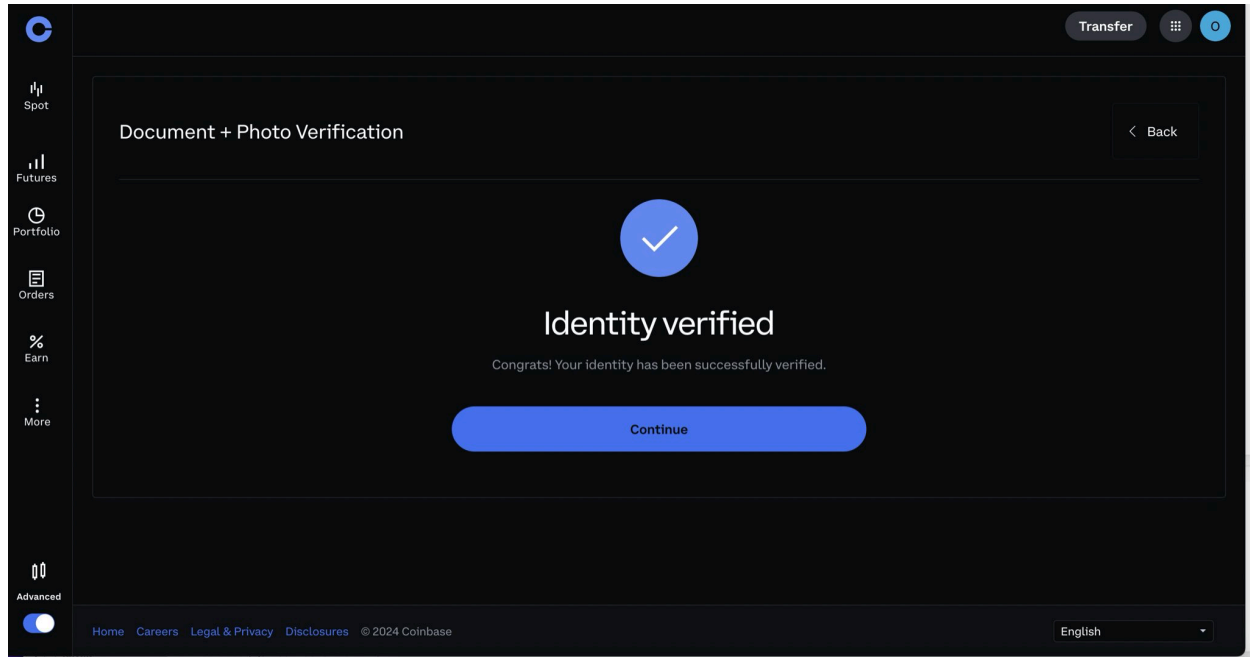 Transfer
O
Spot
Futures
Portfolio
Orders
Earn
More
Advanced
Document + Photo Verification
Back
Identity verified
Congrats! Your identity has been successfully verified.
Continue
Home Careers Legal & Privacy Disclosures © 2024 Coinbase
English